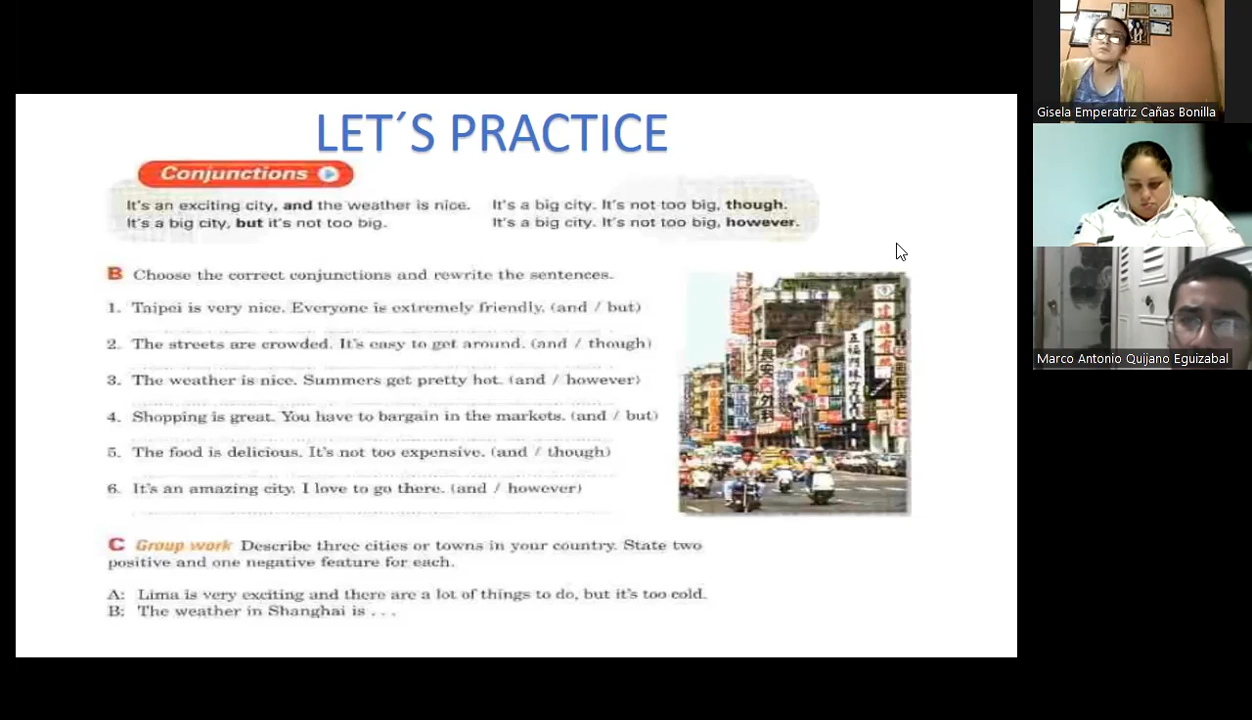 LET´S PRACTICE
Conjunctions
It's an exciting city, and the weather is nice.
It's a big city, but it's not too big.
It's a big city. It's not too big, though.
It's a big city. It's not too big, however.
B Choose the correct conjunctions and rewrite the sentences.
1. Taipei is very nice. Everyone is extremely friendly. (and / but)
2. The streets are crowded. It's easy to get around. (and / though)
3. The weather is nice. Summers get pretty hot. (and / however)
4. Shopping is great. You have to bargain in the markets. (and / but)
5. The food is delicious. It's not too expensive. (and / though)
6. It's an amazing city. I love to go there. (and / however)
C Group work Describe three cities or towns in your country. State two
positive and one negative feature for each.
A: Lima is very exciting and there are a lot of things to do, but it's too cold.
B: The weather in Shanghai is . . .
Gisela Emperatriz Cañas Bonilla
Marco Antonio Quijano Eguizabal